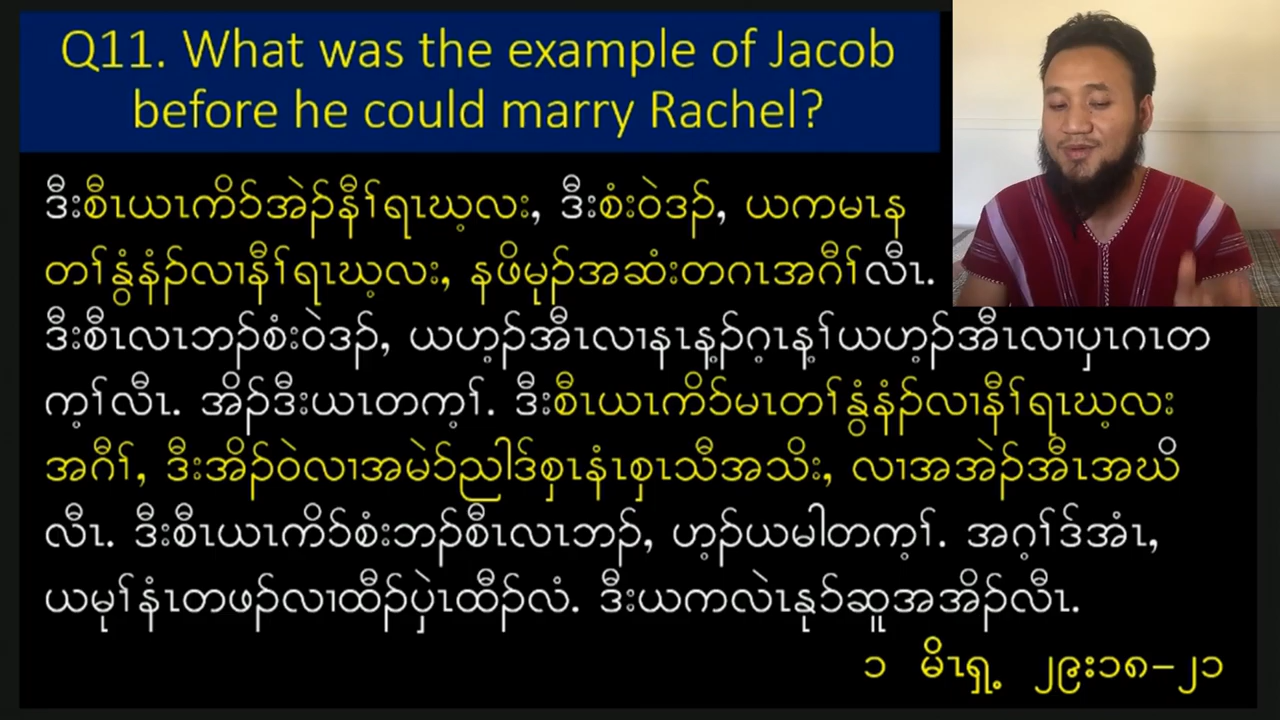 Q11. What was the example of Jacob
before he could marry Rachel?
ဒီးစီၤယၤကိာ်အဲၣ်နီၢ်ရၤဃ့လး, ဒီးစံးဝဲဒၣ်, ယကမၤန
တၢ်နွံနံၣ်လၢနီၢ်ရၤဃ့လး, နဖိမုၣ်အဆံးတဂၤအဂီၢ်လီၤ.
ဒီးစီၤလၤဘၣ်စံးဝဲဒၣ်, ယဟ့ၣ်အီၤလၢနၤန့ၣ်ဂ့ၤန့ၢ်ယဟ့ၣ်အီၤလၢပှၤဂၤတ
က့ၢ်လီၤ. အိၣ်ဒီးယၤတက့ၢ်. ဒီးစီၤယၤကိာ်မၤတၢ်နွံနံၣ်လၢနီၢ်ရၤဃ့လး
အဂီၢ်, ဒီးအိၣ်ဝဲလၢအမဲာ်ညါဒ်စှၤနံၤစှၤသီအသိး, လၢအအဲၣ်အီၤအဃိ
လီၤ. ဒီးစီၤယၤကိာ်စံးဘၣ်စီၤလၤဘၣ်, ဟ့ၣ်ယမါတက့ၢ်. အဂ့ၢ်ဒ်အံၤ,
ယမုၢ်နံၤတဖၣ်လၢထီၣ်ပှဲၤထီၣ်လံ. ဒီးယကလဲၤနုာ်ဆူအအိၣ်လီၤ.
၁ မိၤရှ့ ၂၉း၁၈–၂၁